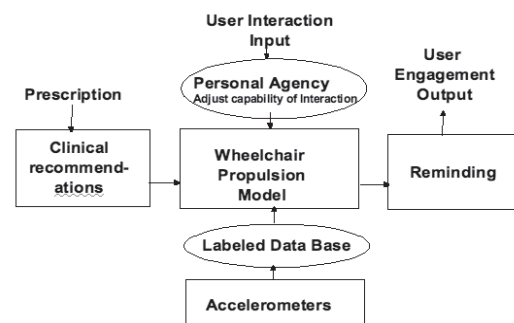 User Interaction
Input
User
Engagement
Output
Personal Agency
Adjust capability of Interaction
Prescription
Clinical
recommend-
ations
Wheelchair
Propulsion
Model
Reminding
Labeled Data Base
Accelerometers